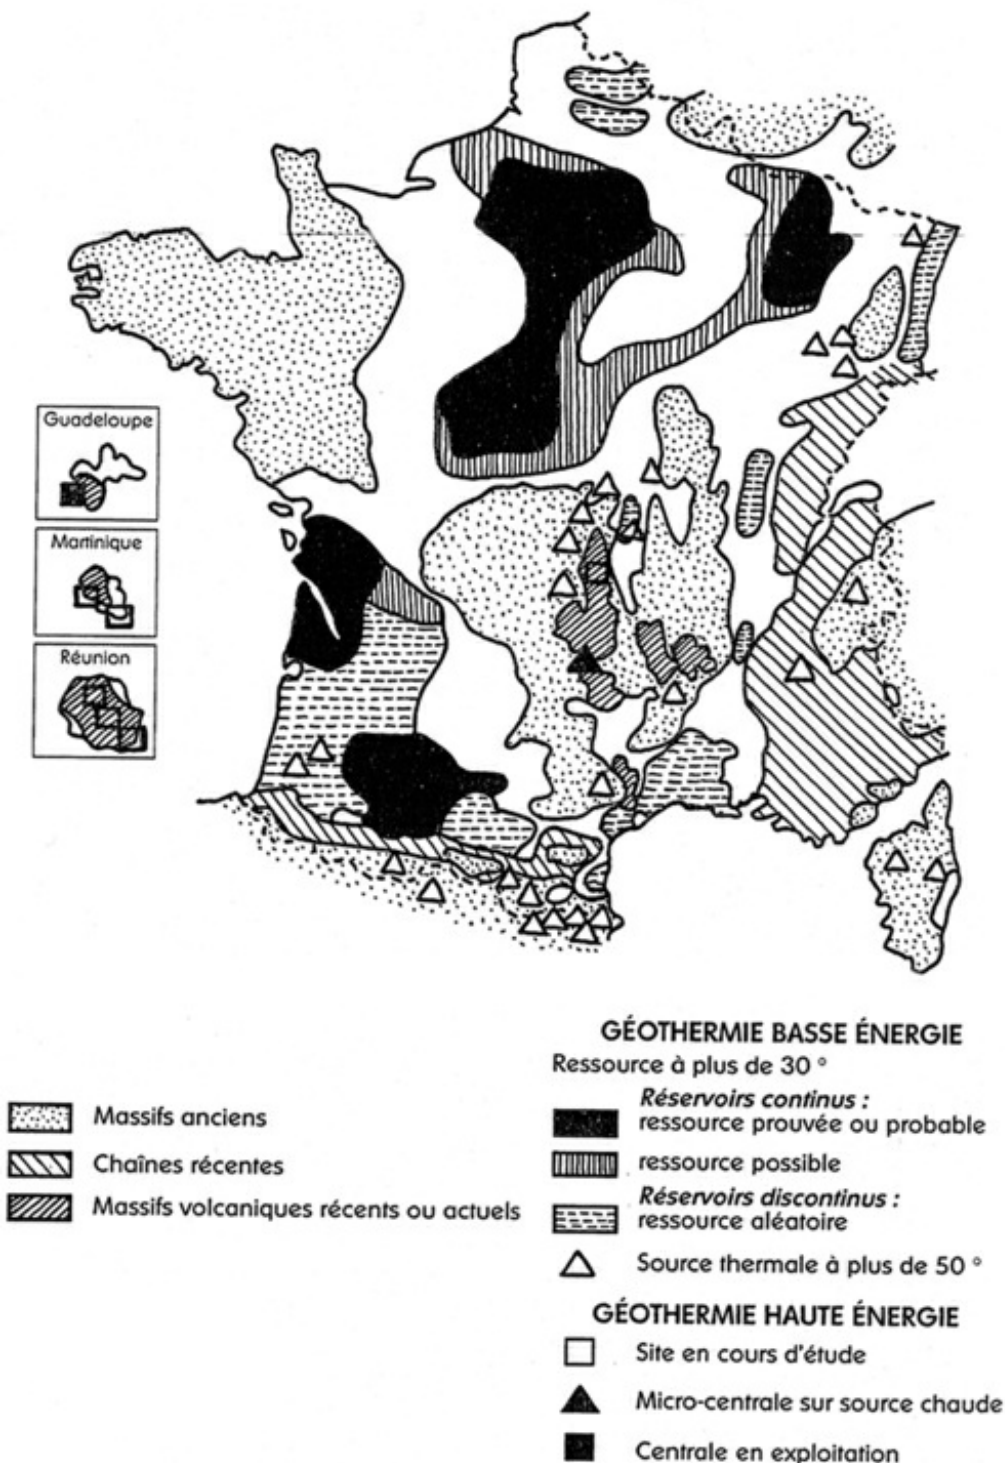 Guadeloupe
Martinique
Réunion
Massifs anciens
Chaînes récentes
Massifs volcaniques récents ou actuels
GÉOTHERMIE BASSE ÉNERGIE
Ressource à plus de 30 °
Réservoirs continus :
ressource prouvée ou probable
ressource possible
Réservoirs discontinus :
ressource aléatoire
Source thermale à plus de 50 °
GÉOTHERMIE HAUTE ÉNERGIE
Site en cours d'étude
Micro-centrale sur source chaude
Centrale en exploitation